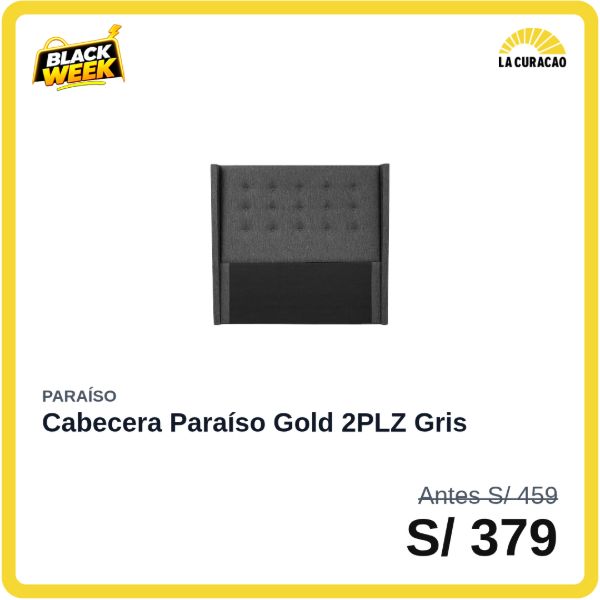 BLACK
WEEK
LA CURACAO
PARAÍSO
Cabecera Paraíso Gold 2PLZ Gris
Antes S/ 459
S/ 379